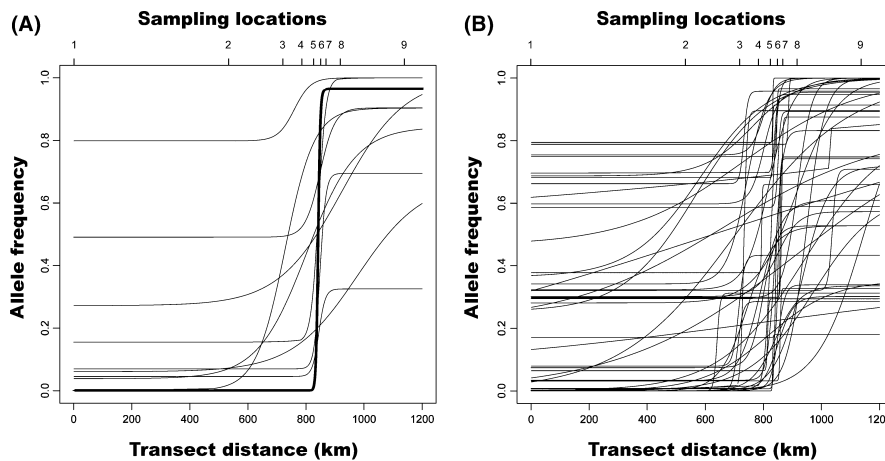 (A)
Sampling locations
1 2 3 4 5 6 7 8 9
Allele frequency
1.0
0.8
0.6
0.4
0.2
0.0
0 200 400 600 800 1000 1200
Transect distance (km)
(B)
Sampling locations
1 2 3 4 5 6 7 8 9
Allele frequency
1.0
0.8
0.6
0.4
0.2
0.0
0 200 400 600 800 1000 120
Transect distance (km)